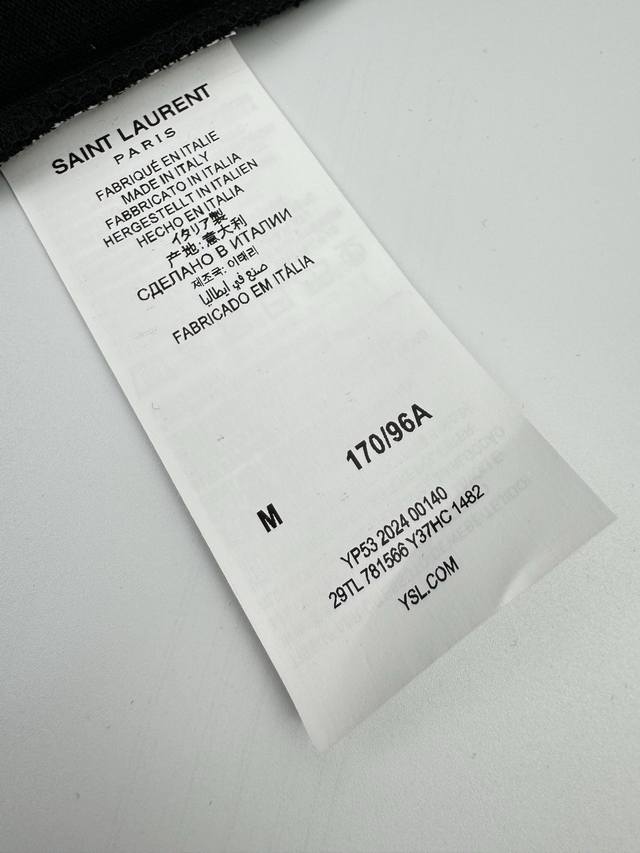 SAINT LAURENT
PARIS
FABRIQUÉ EN ITALIE
MADE IN ITALY
FABBRICATO IN ITALIA
HERGESTELLT IN ITALIEN
HECHO EN ITALIA
イタリア製
产地:意大利
СДЕЛАНО В ИТАЛИИ
제조국: 이태리
صنع في ايطاليا
FABRICADO EM ITÁLIA
M 170/96A
YP53 2024 00140
29TL 781566 Y37HC 1482
YSL.COM